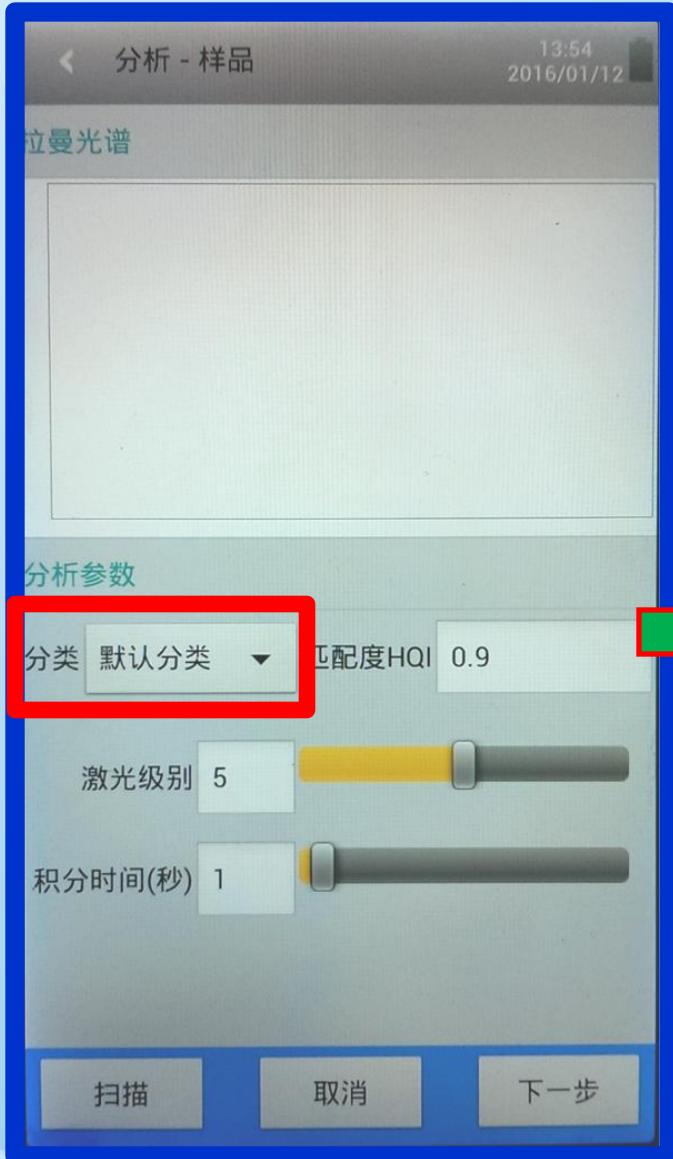 分析 - 样品
13:54
2016/01/12
拉曼光谱
分析参数
分类 默认分类 匹配度HQI 0.9
激光级别 5
积分时间(秒) 1
扫描 取消 下一步